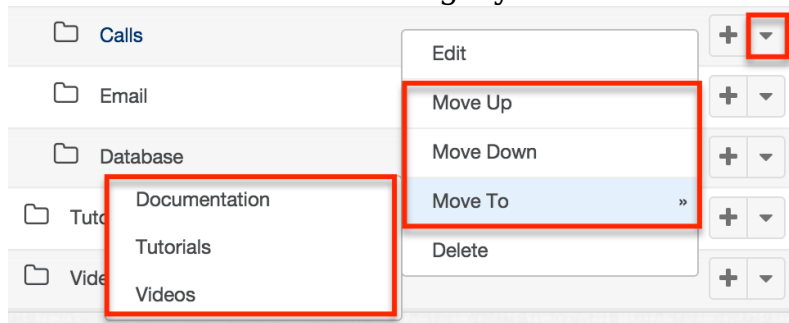 Calls
Edit
Email
Move Up
Move Down
Database
Move To »
Documentation
Tutorials
Delete
Videos